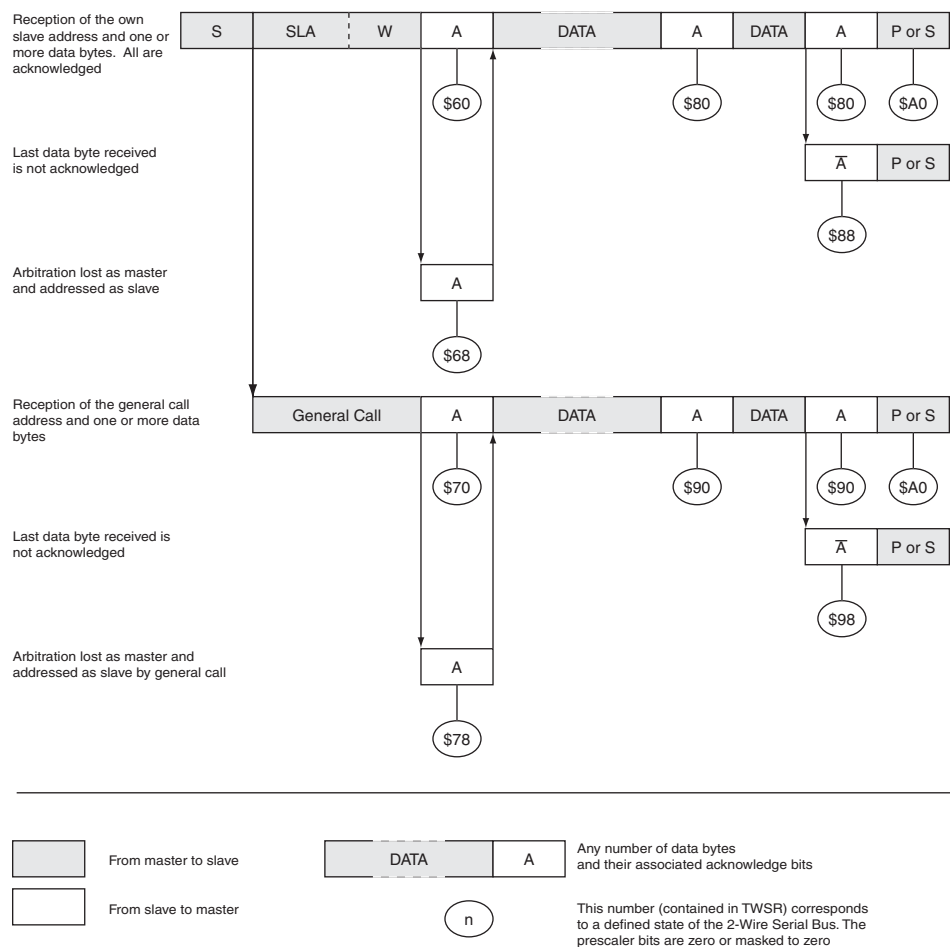 Reception of the own
slave address and one or
more data bytes.  All are
acknowledged
S SLA W A DATA A DATA A P or S
$60 $80 $80 $A0
Last data byte received
is not acknowledged
A̅ P or S
$88
Arbitration lost as master
and addressed as slave
A
$68
Reception of the general call
address and one or more data
bytes
General Call A DATA A DATA A P or S
$70 $90 $90 $A0
Last data byte received is
not acknowledged
A̅ P or S
$98
Arbitration lost as master and
addressed as slave by general call
A
$78
From master to slave
DATA A
Any number of data bytes
and their associated acknowledge bits
From slave to master
n
This number (contained in TWSR) corresponds
to a defined state of the 2-Wire Serial Bus. The
prescaler bits are zero or masked to zero